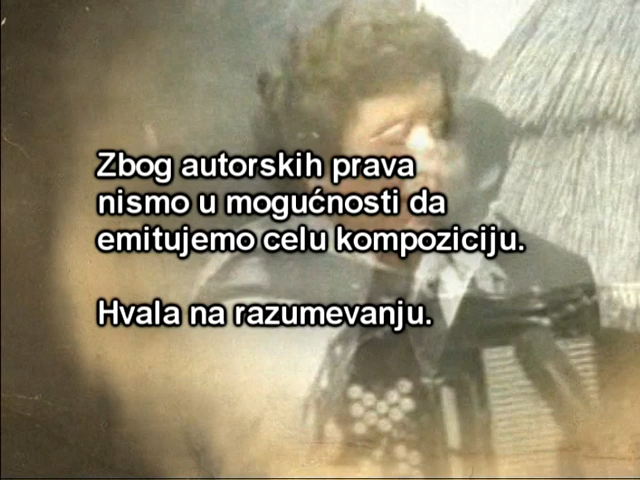 Zbog autorskih prava
nismo u mogućnosti da
emitujemo celu kompoziciju.
Hvala na razumevanju.